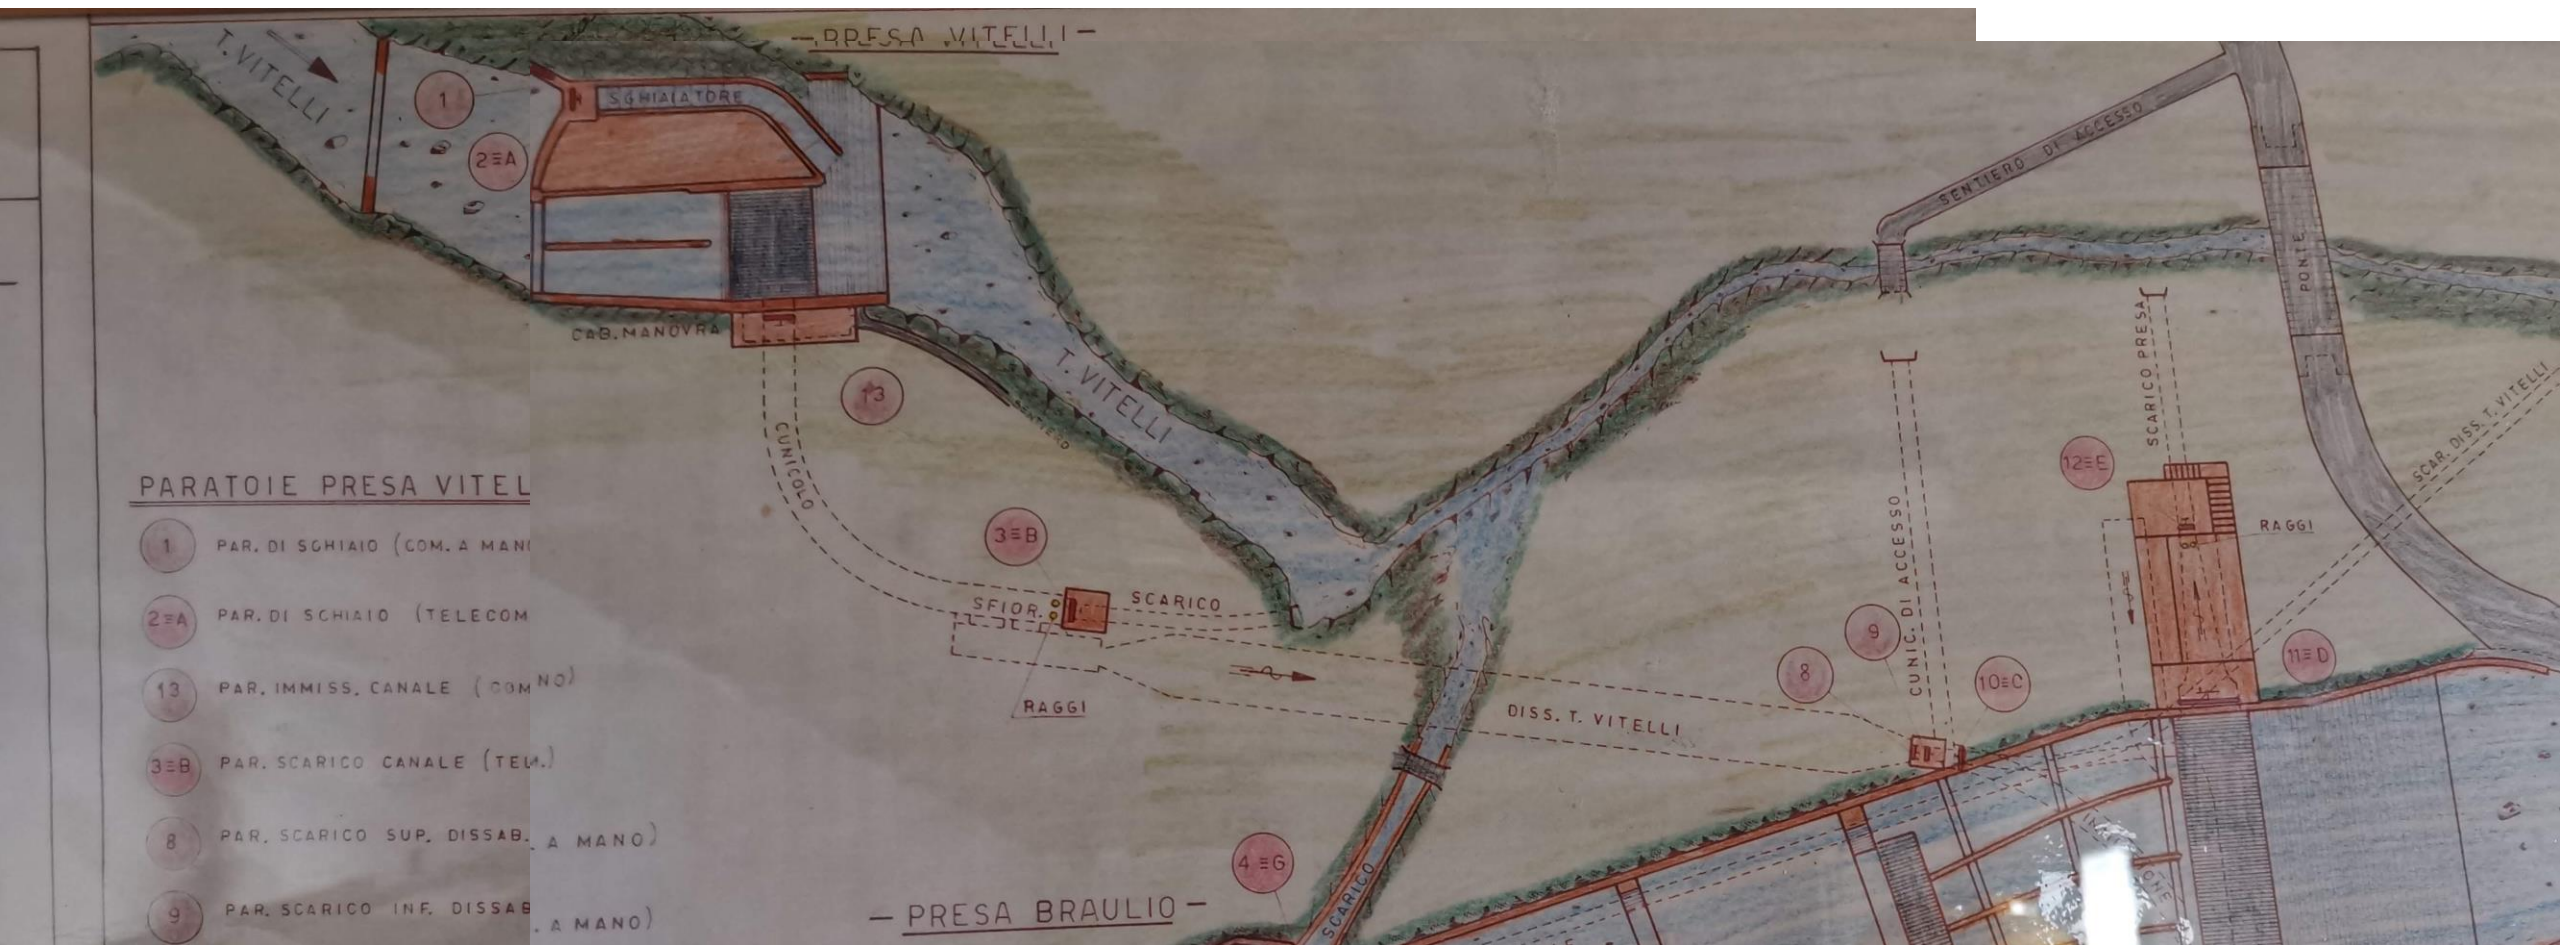 -PRESA VITELLI-
T. VITELLI
1
SGHIAIATORE
2≡A
SENTIERO DI ACCESSO
PONTE
CAB. MANOVRA
13
T. VITELLI
CUNICOLO
SCARICO PRESA
SCAR. DISS. T. VITELLI
12≡E
RAGGI
PARATOIE PRESA VITEL
1 PAR. DI SGHIAIO (COM. A MAN
2≡A PAR. DI SGHIAIO (TELECOM
13 PAR. IMMISS. CANALE (COM NO)
3≡B PAR. SCARICO CANALE (TE M.)
8 PAR. SCARICO SUP. DISSAB. A MANO)
9 PAR. SCARICO INF. DISSAB . A MANO)
3≡B
SFIOR.
SCARICO
RAGGI
CUNIC. DI ACCESSO
9
8
10≡C
11≡D
DISS. T. VITELLI
4≡G
SCARICO
-PRESA BRAULIO-